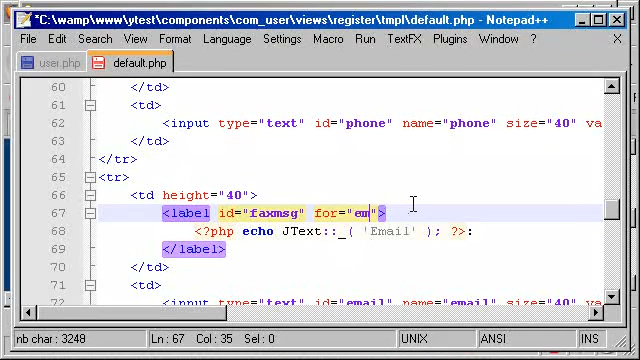 *C:\wamp\www\ytest\components\com_user\views\register\tmpl\default.php - Notepad++
File Edit Search View Format Language Settings Macro Run TextFX Plugins Window ? X
user.php default.php
60 </td>
61 <td>
62 <input type="text" id="phone" name="phone" size="40" va
63 </td>
64 </tr>
65 <tr>
66 <td height="40">
67 <label id="faxmsg" for="em">
68 <?php echo JText::_( 'Email' ); ?>:
69 </label>
70 </td>
71 <td>
72 <input type="text" id="email" name="email" size="40" va
nb char : 3248 Ln : 67 Col : 35 Sel : 0 UNIX ANSI INS